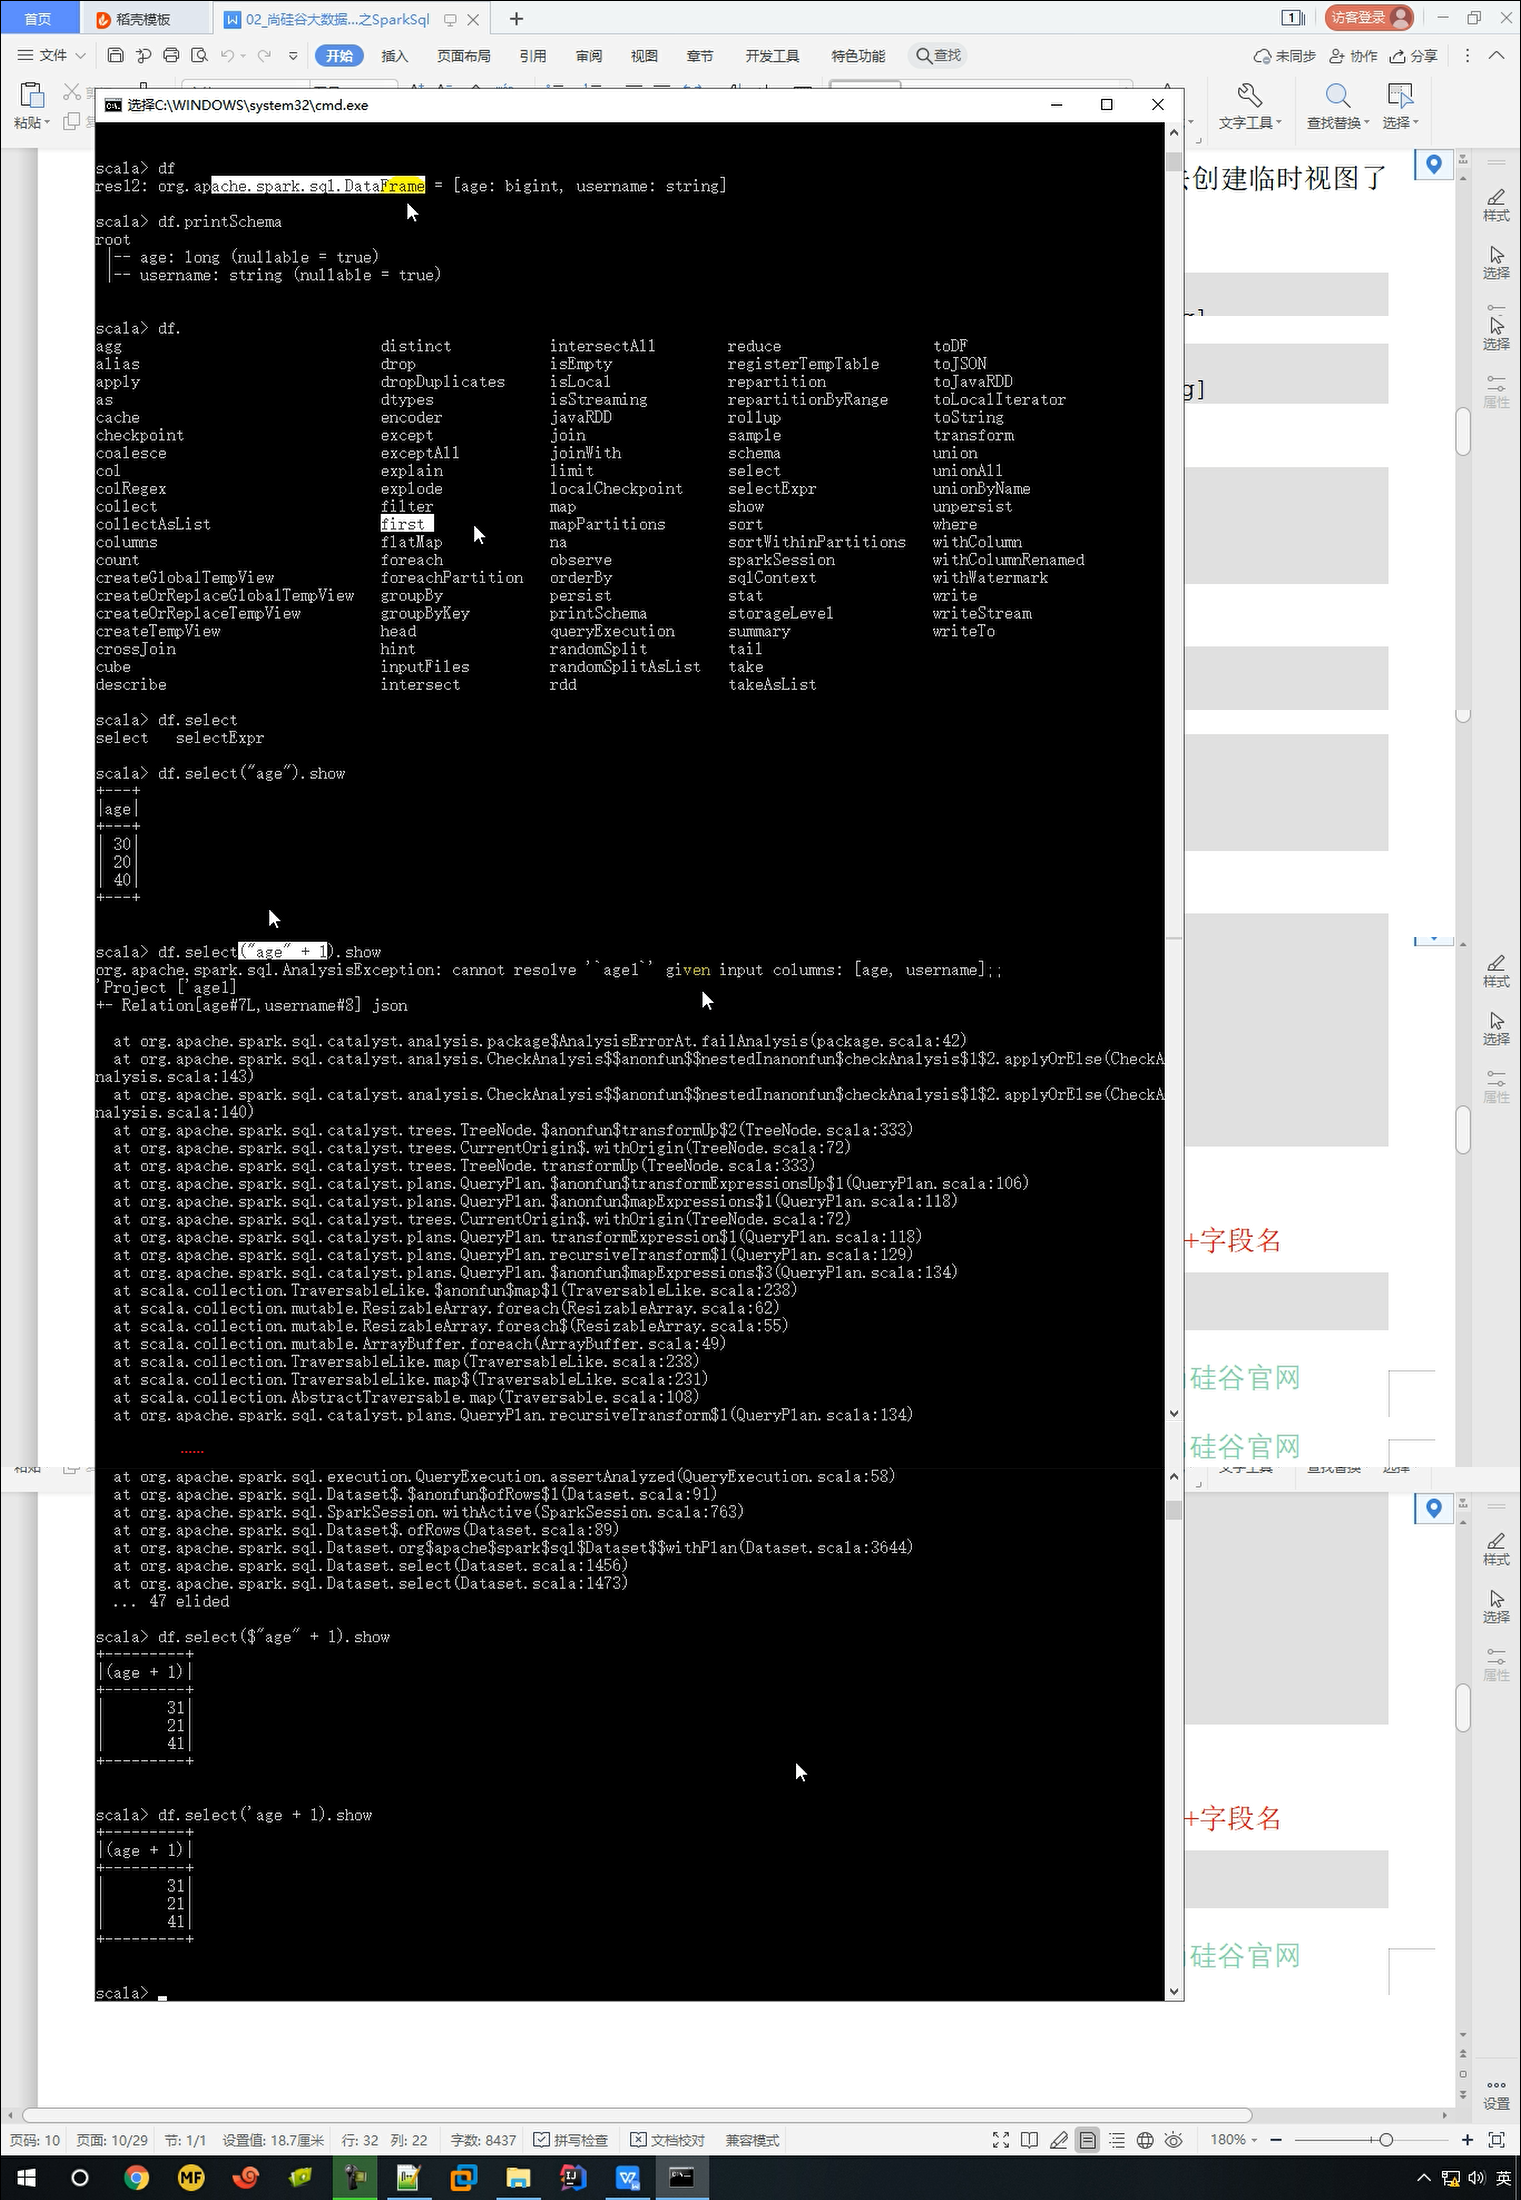 首页
稻壳模板
02_尚硅谷大数据...之SparkSql
访客登录
文件
开始
插入
页面布局
引用
审阅
视图
章节
开发工具
特色功能
查找
未同步
协作
分享
粘贴
文字工具
查找替换
选择
选择C:\WINDOWS\system32\cmd.exe
创建临时视图了
scala> df
res12: org.apache.spark.sql.DataFrame = [age: bigint, username: string]
scala> df.printSchema
root
|-- age: long (nullable = true)
|-- username: string (nullable = true)
scala> df.
agg distinct intersectAll reduce toDF
alias drop isEmpty registerTempTable toJSON
apply dropDuplicates isLocal repartition toJavaRDD
as dtypes isStreaming repartitionByRange toLocalIterator
cache encoder javaRDD rollup toString
checkpoint except join sample transform
coalesce exceptAll joinWith schema union
col explain limit select unionAll
colRegex explode localCheckpoint selectExpr unionByName
collect filter map show unpersist
collectAsList first mapPartitions sort where
columns flatMap na sortWithinPartitions withColumn
count foreach observe sparkSession withColumnRenamed
createGlobalTempView foreachPartition orderBy sqlContext withWatermark
createOrReplaceGlobalTempView groupBy persist stat write
createOrReplaceTempView groupByKey printSchema storageLevel writeStream
createTempView head queryExecution summary writeTo
crossJoin hint randomSplit tail
cube inputFiles randomSplitAsList take
describe intersect rdd takeAsList
scala> df.select
select selectExpr
scala> df.select("age").show
+---+
|age|
+---+
| 30|
| 20|
| 40|
+---+
scala> df.select("age" + 1).show
org.apache.spark.sql.AnalysisException: cannot resolve '`age1`' given input columns: [age, username];;
'Project ['age1]
+- Relation[age#7L,username#8] json
at org.apache.spark.sql.catalyst.analysis.package$AnalysisErrorAt.failAnalysis(package.scala:42)
at org.apache.spark.sql.catalyst.analysis.CheckAnalysis$$anonfun$$nestedInanonfun$checkAnalysis$1$2.applyOrElse(CheckA
nalysis.scala:143)
at org.apache.spark.sql.catalyst.analysis.CheckAnalysis$$anonfun$$nestedInanonfun$checkAnalysis$1$2.applyOrElse(CheckA
nalysis.scala:140)
at org.apache.spark.sql.catalyst.trees.TreeNode.$anonfun$transformUp$2(TreeNode.scala:333)
at org.apache.spark.sql.catalyst.trees.CurrentOrigin$.withOrigin(TreeNode.scala:72)
at org.apache.spark.sql.catalyst.trees.TreeNode.transformUp(TreeNode.scala:333)
at org.apache.spark.sql.catalyst.plans.QueryPlan.$anonfun$transformExpressionsUp$1(QueryPlan.scala:106)
at org.apache.spark.sql.catalyst.plans.QueryPlan.$anonfun$mapExpressions$1(QueryPlan.scala:118)
at org.apache.spark.sql.catalyst.trees.CurrentOrigin$.withOrigin(TreeNode.scala:72)
at org.apache.spark.sql.catalyst.plans.QueryPlan.transformExpression$1(QueryPlan.scala:118)
at org.apache.spark.sql.catalyst.plans.QueryPlan.recursiveTransform$1(QueryPlan.scala:129)
at org.apache.spark.sql.catalyst.plans.QueryPlan.$anonfun$mapExpressions$3(QueryPlan.scala:134)
at scala.collection.TraversableLike.$anonfun$map$1(TraversableLike.scala:238)
at scala.collection.mutable.ResizableArray.foreach(ResizableArray.scala:62)
at scala.collection.mutable.ResizableArray.foreach$(ResizableArray.scala:55)
at scala.collection.mutable.ArrayBuffer.foreach(ArrayBuffer.scala:49)
at scala.collection.TraversableLike.map(TraversableLike.scala:238)
at scala.collection.TraversableLike.map$(TraversableLike.scala:231)
at scala.collection.AbstractTraversable.map(Traversable.scala:108)
at org.apache.spark.sql.catalyst.plans.QueryPlan.recursiveTransform$1(QueryPlan.scala:134)
......
at org.apache.spark.sql.execution.QueryExecution.assertAnalyzed(QueryExecution.scala:58)
at org.apache.spark.sql.Dataset$.$anonfun$ofRows$1(Dataset.scala:91)
at org.apache.spark.sql.SparkSession.withActive(SparkSession.scala:763)
at org.apache.spark.sql.Dataset$.ofRows(Dataset.scala:89)
at org.apache.spark.sql.Dataset.org$apache$spark$sql$Dataset$$withPlan(Dataset.scala:3644)
at org.apache.spark.sql.Dataset.select(Dataset.scala:1456)
at org.apache.spark.sql.Dataset.select(Dataset.scala:1473)
... 47 elided
scala> df.select($"age" + 1).show
+---------+
|(age + 1)|
+---------+
|       31|
|       21|
|       41|
+---------+
scala> df.select('age + 1).show
+---------+
|(age + 1)|
+---------+
|       31|
|       21|
|       41|
+---------+
scala>
g]
+字段名
硅谷官网
硅谷官网
+字段名
硅谷官网
样式
选择
选择
属性
样式
选择
属性
样式
选择
属性
设置
页码: 10
页面: 10/29
节: 1/1
设置值: 18.7厘米
行: 32
列: 22
字数: 8437
拼写检查
文档校对
兼容模式
180%
英